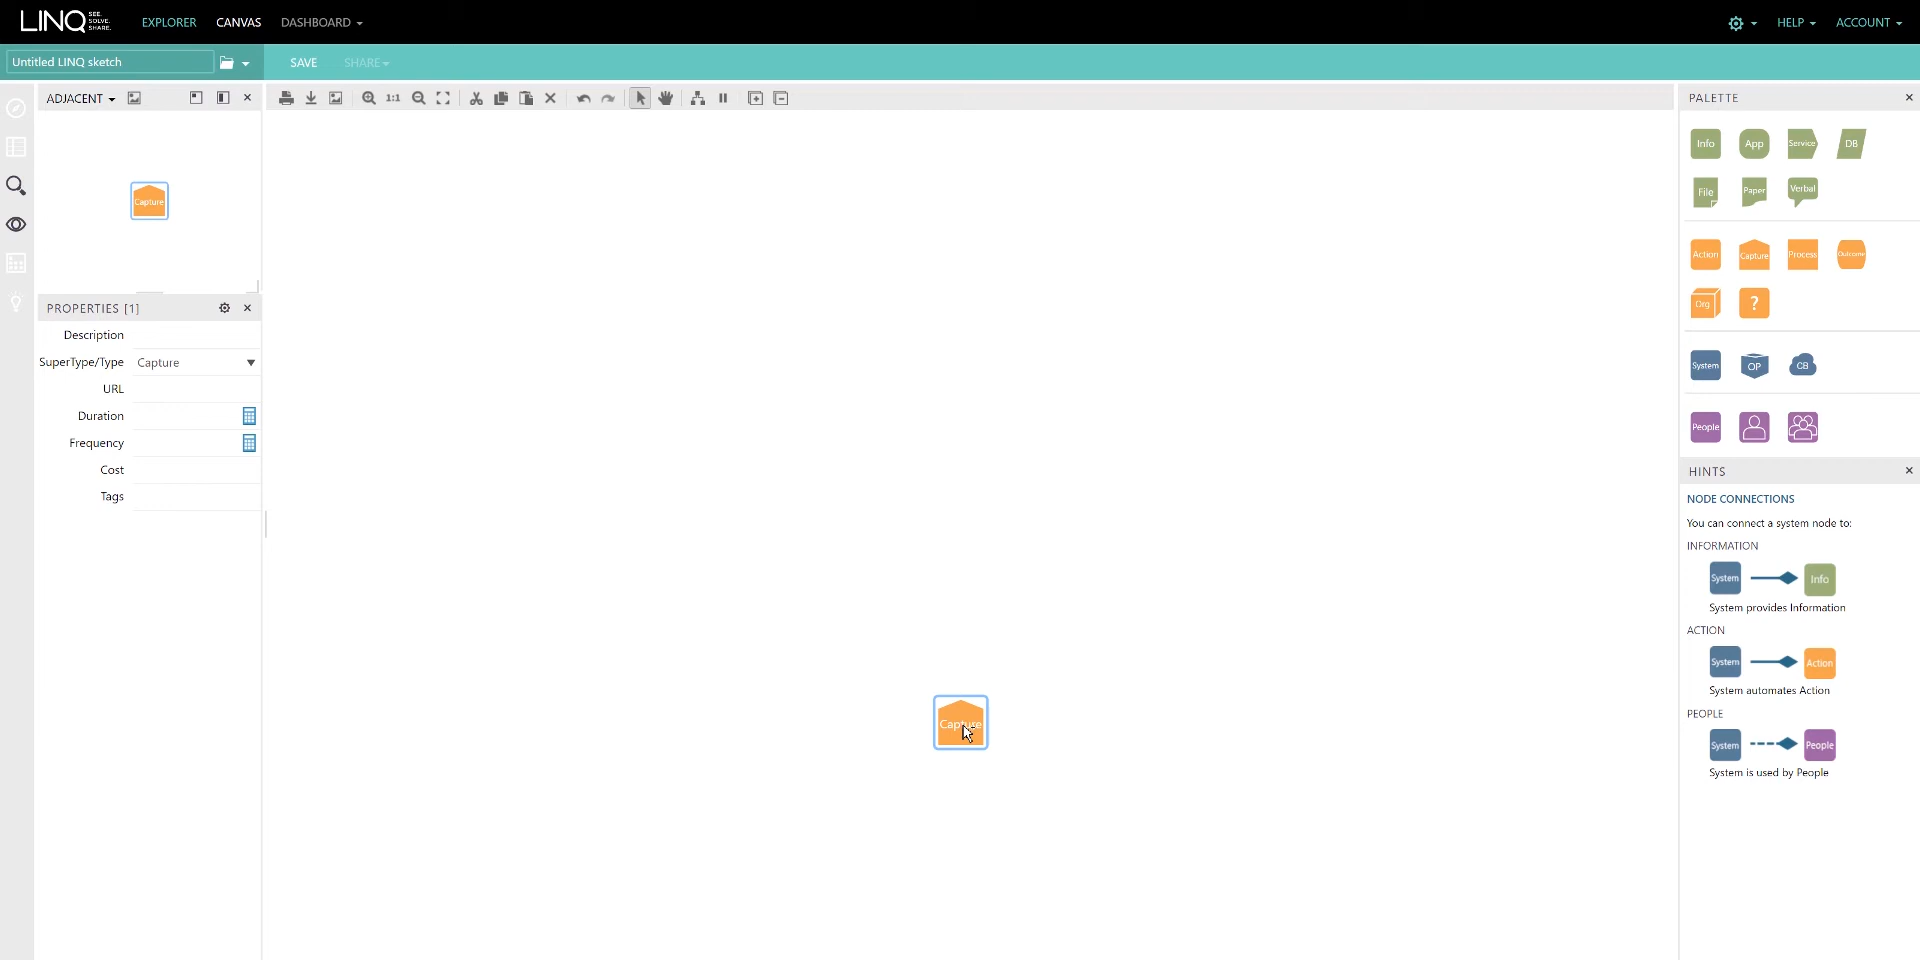 LINQ SEE. SOLVE. SHARE.
EXPLORER
CANVAS
DASHBOARD
HELP
ACCOUNT
Untitled LINQ sketch
SAVE
SHARE
ADJACENT
1:1
Capture
PROPERTIES [1]
Description
SuperType/Type Capture
URL
Duration
Frequency
Cost
Tags
Capture
PALETTE
Info App Service DB
File Paper Verbal
Action Capture Process Outcome
Org ?
System OP CB
People
HINTS
NODE CONNECTIONS
You can connect a system node to:
INFORMATION
System Info
System provides Information
ACTION
System Action
System automates Action
PEOPLE
System People
System is used by People